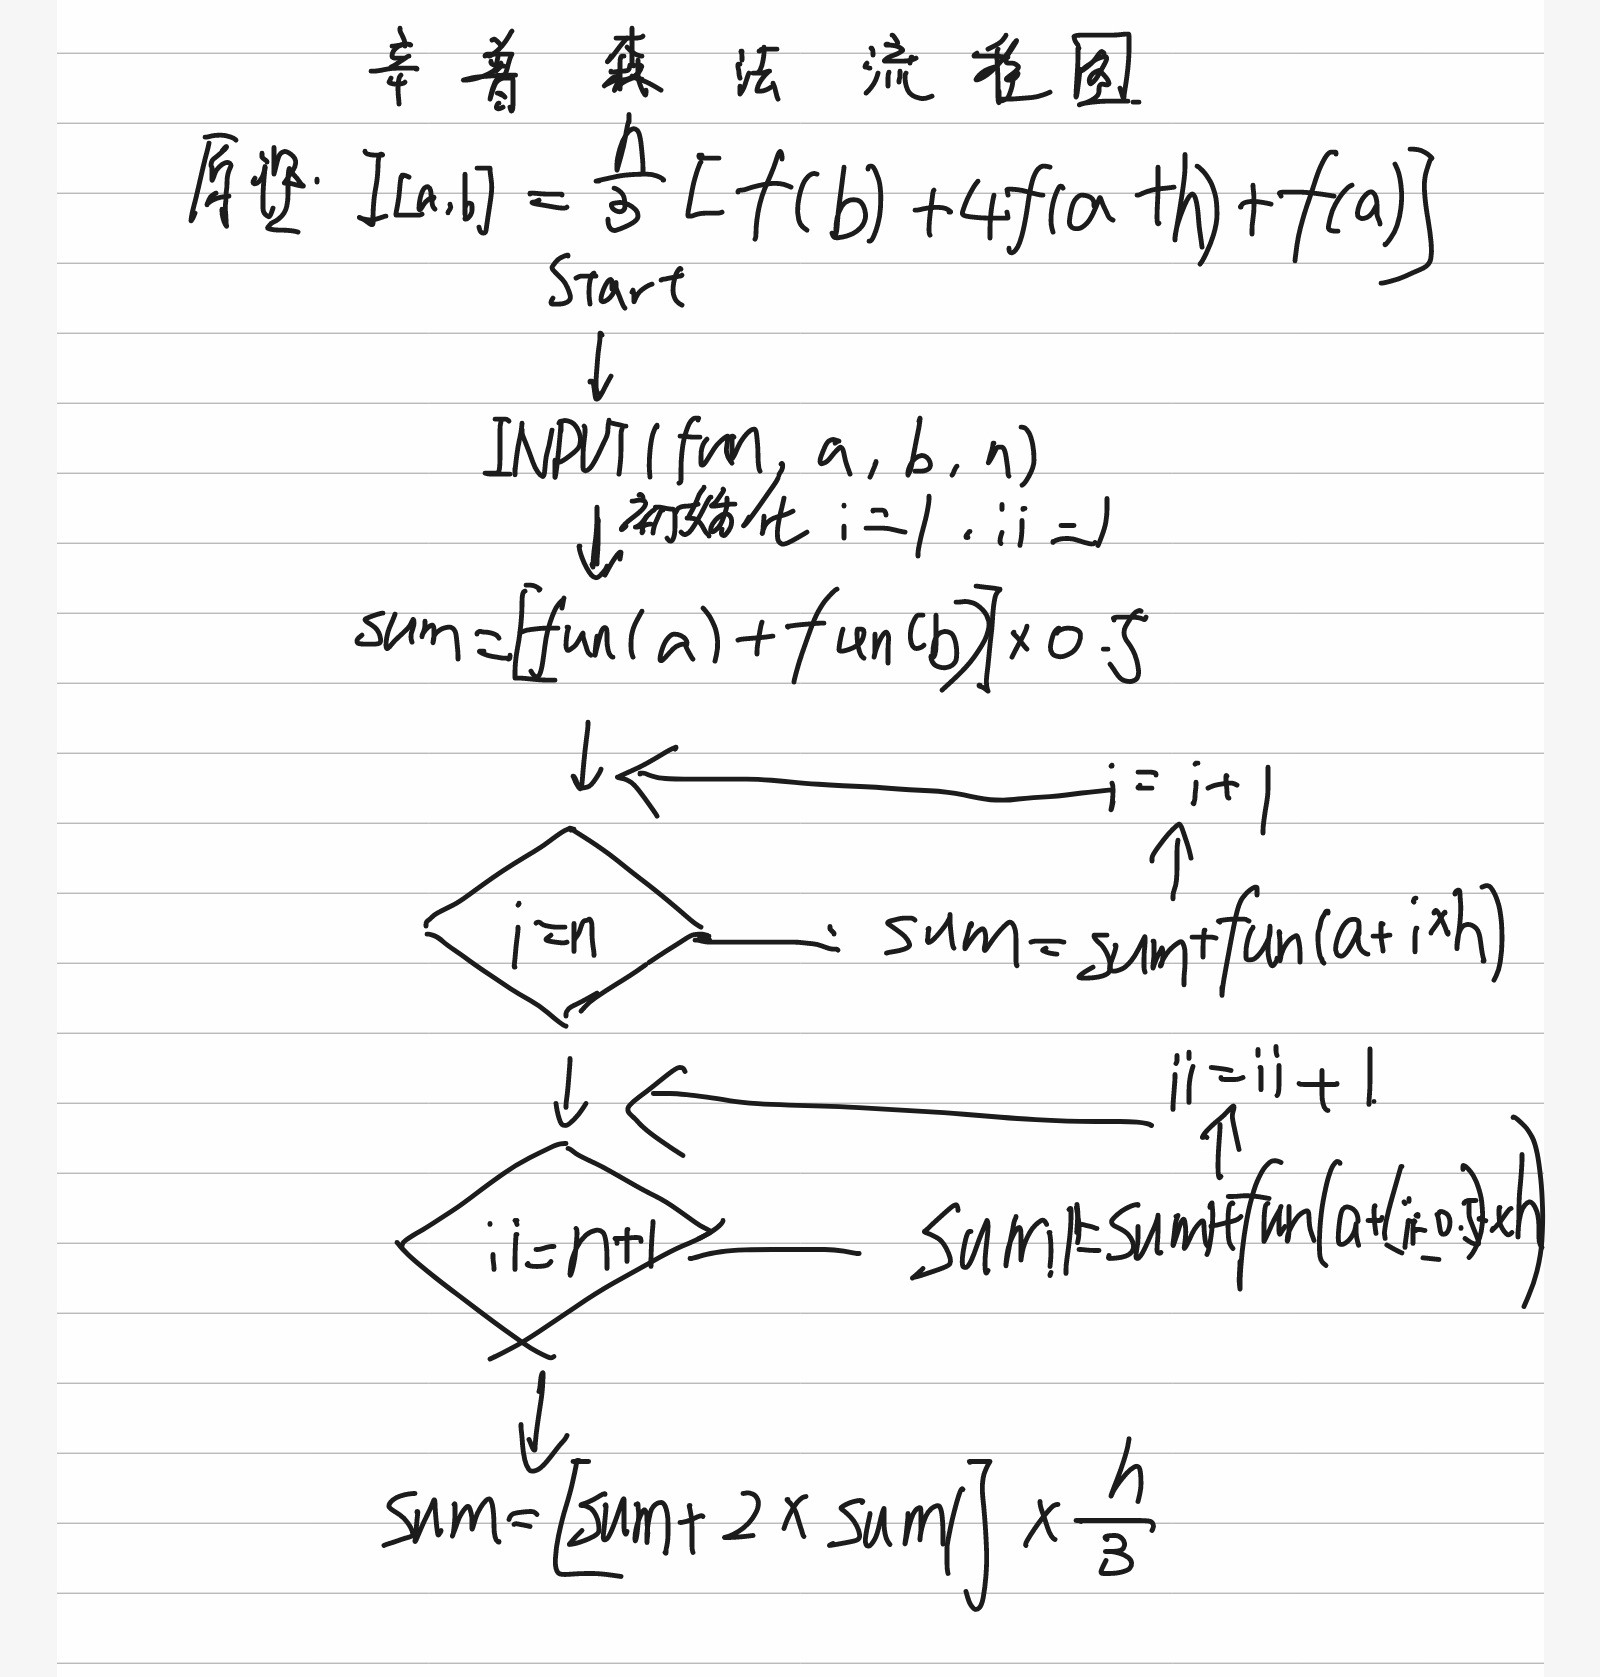 辛普森法流程图
原理. I[a,b] = h/3 [f(b) + 4f(a+h) + f(a)]
Start
INPUT(fun, a, b, n)
初始化 i=1. ii=1
sum=[fun(a)+fun(b)]×0.5
i = i+1
i=n
sum=sum+fun(a+i×h)
ii=ii+1
ii=n+1
sum1=sum1+fun(a+(ii-0.5)×h)
sum=[sum+2×sum1]×h/3